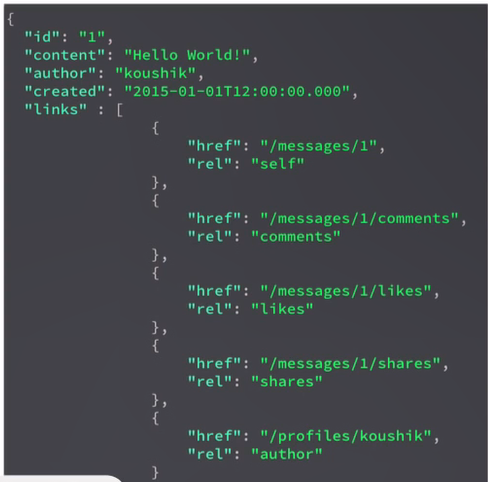 {
"id": "1",
"content": "Hello World!",
"author": "koushik",
"created": "2015-01-01T12:00:00.000",
"links" : [
{
"href": "/messages/1",
"rel": "self"
},
{
"href": "/messages/1/comments",
"rel": "comments"
},
{
"href": "/messages/1/likes",
"rel": "likes"
},
{
"href": "/messages/1/shares",
"rel": "shares"
},
{
"href": "/profiles/koushik",
"rel": "author"
}